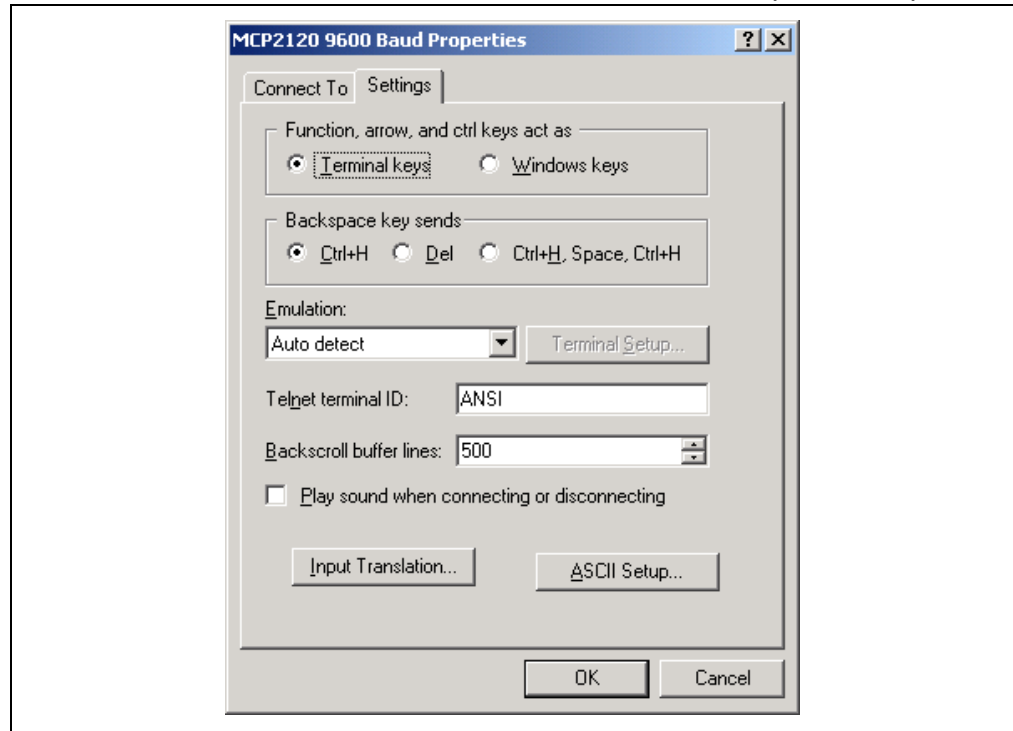 MCP2120 9600 Baud Properties
Connect To Settings
Function, arrow, and ctrl keys act as
Terminal keys Windows keys
Backspace key sends
Ctrl+H Del Ctrl+H, Space, Ctrl+H
Emulation:
Auto detect Terminal Setup...
Telnet terminal ID: ANSI
Backscroll buffer lines: 500
Play sound when connecting or disconnecting
Input Translation... ASCII Setup...
OK Cancel